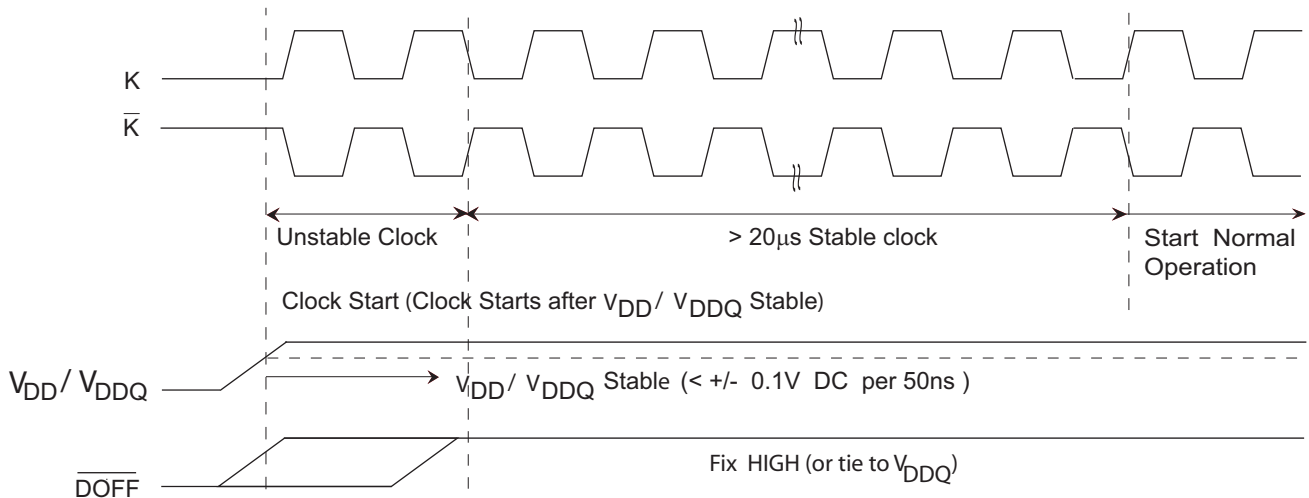 K
K̅
Unstable Clock
> 20μs Stable clock
Start Normal
Operation
Clock Start (Clock Starts after VDD / VDDQ Stable)
VDD / VDDQ
VDD / VDDQ Stable (< +/- 0.1V DC per 50ns )
D̅O̅F̅F̅
Fix HIGH (or tie to VDDQ)